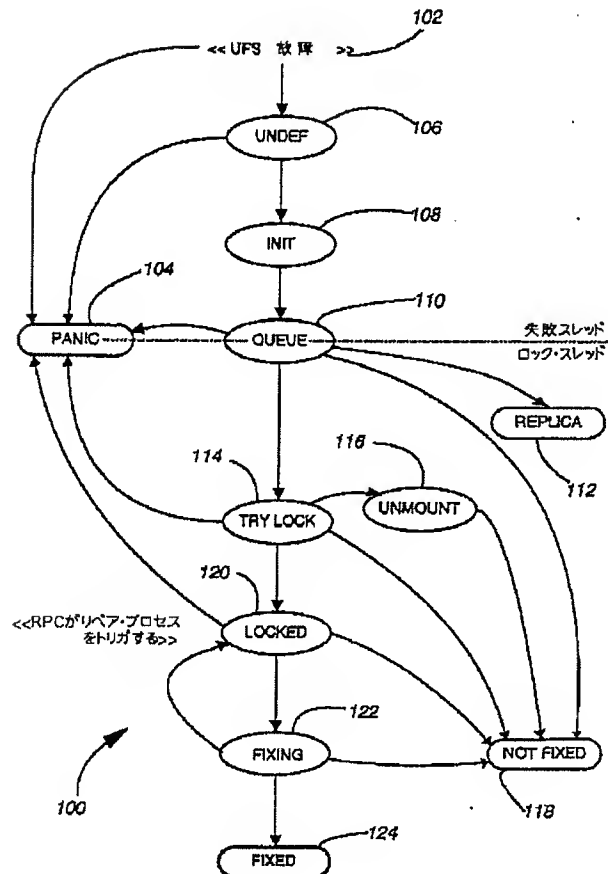 102
<< UFS 故障 >>
106
UNDEF
108
INIT
104
110
PANIC
QUEUE
失敗スレッド
ロック・スレッド
REPLICA
112
114
116
TRY LOCK
UNMOUNT
120
<<RPCがリペア・プロセス
をトリガする>>
LOCKED
122
FIXING
NOT FIXED
118
100
124
FIXED